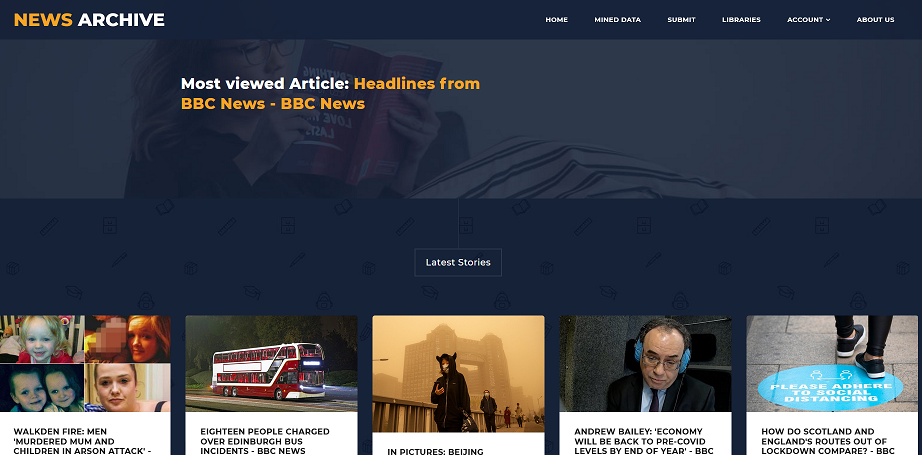 NEWS ARCHIVE
HOME MINED DATA SUBMIT LIBRARIES ACCOUNT ABOUT US
Most viewed Article: Headlines from
BBC News - BBC News
Latest Stories
PLEASE ADHERE
TO SOCIAL
DISTANCING
WALKDEN FIRE: MEN
'MURDERED MUM AND
CHILDREN IN ARSON ATTACK' -
EIGHTEEN PEOPLE CHARGED
OVER EDINBURGH BUS
INCIDENTS - BBC NEWS
IN PICTURES: BEIJING
ANDREW BAILEY: 'ECONOMY
WILL BE BACK TO PRE-COVID
LEVELS BY END OF YEAR' - BBC
HOW DO SCOTLAND AND
ENGLAND'S ROUTES OUT OF
LOCKDOWN COMPARE? - BBC